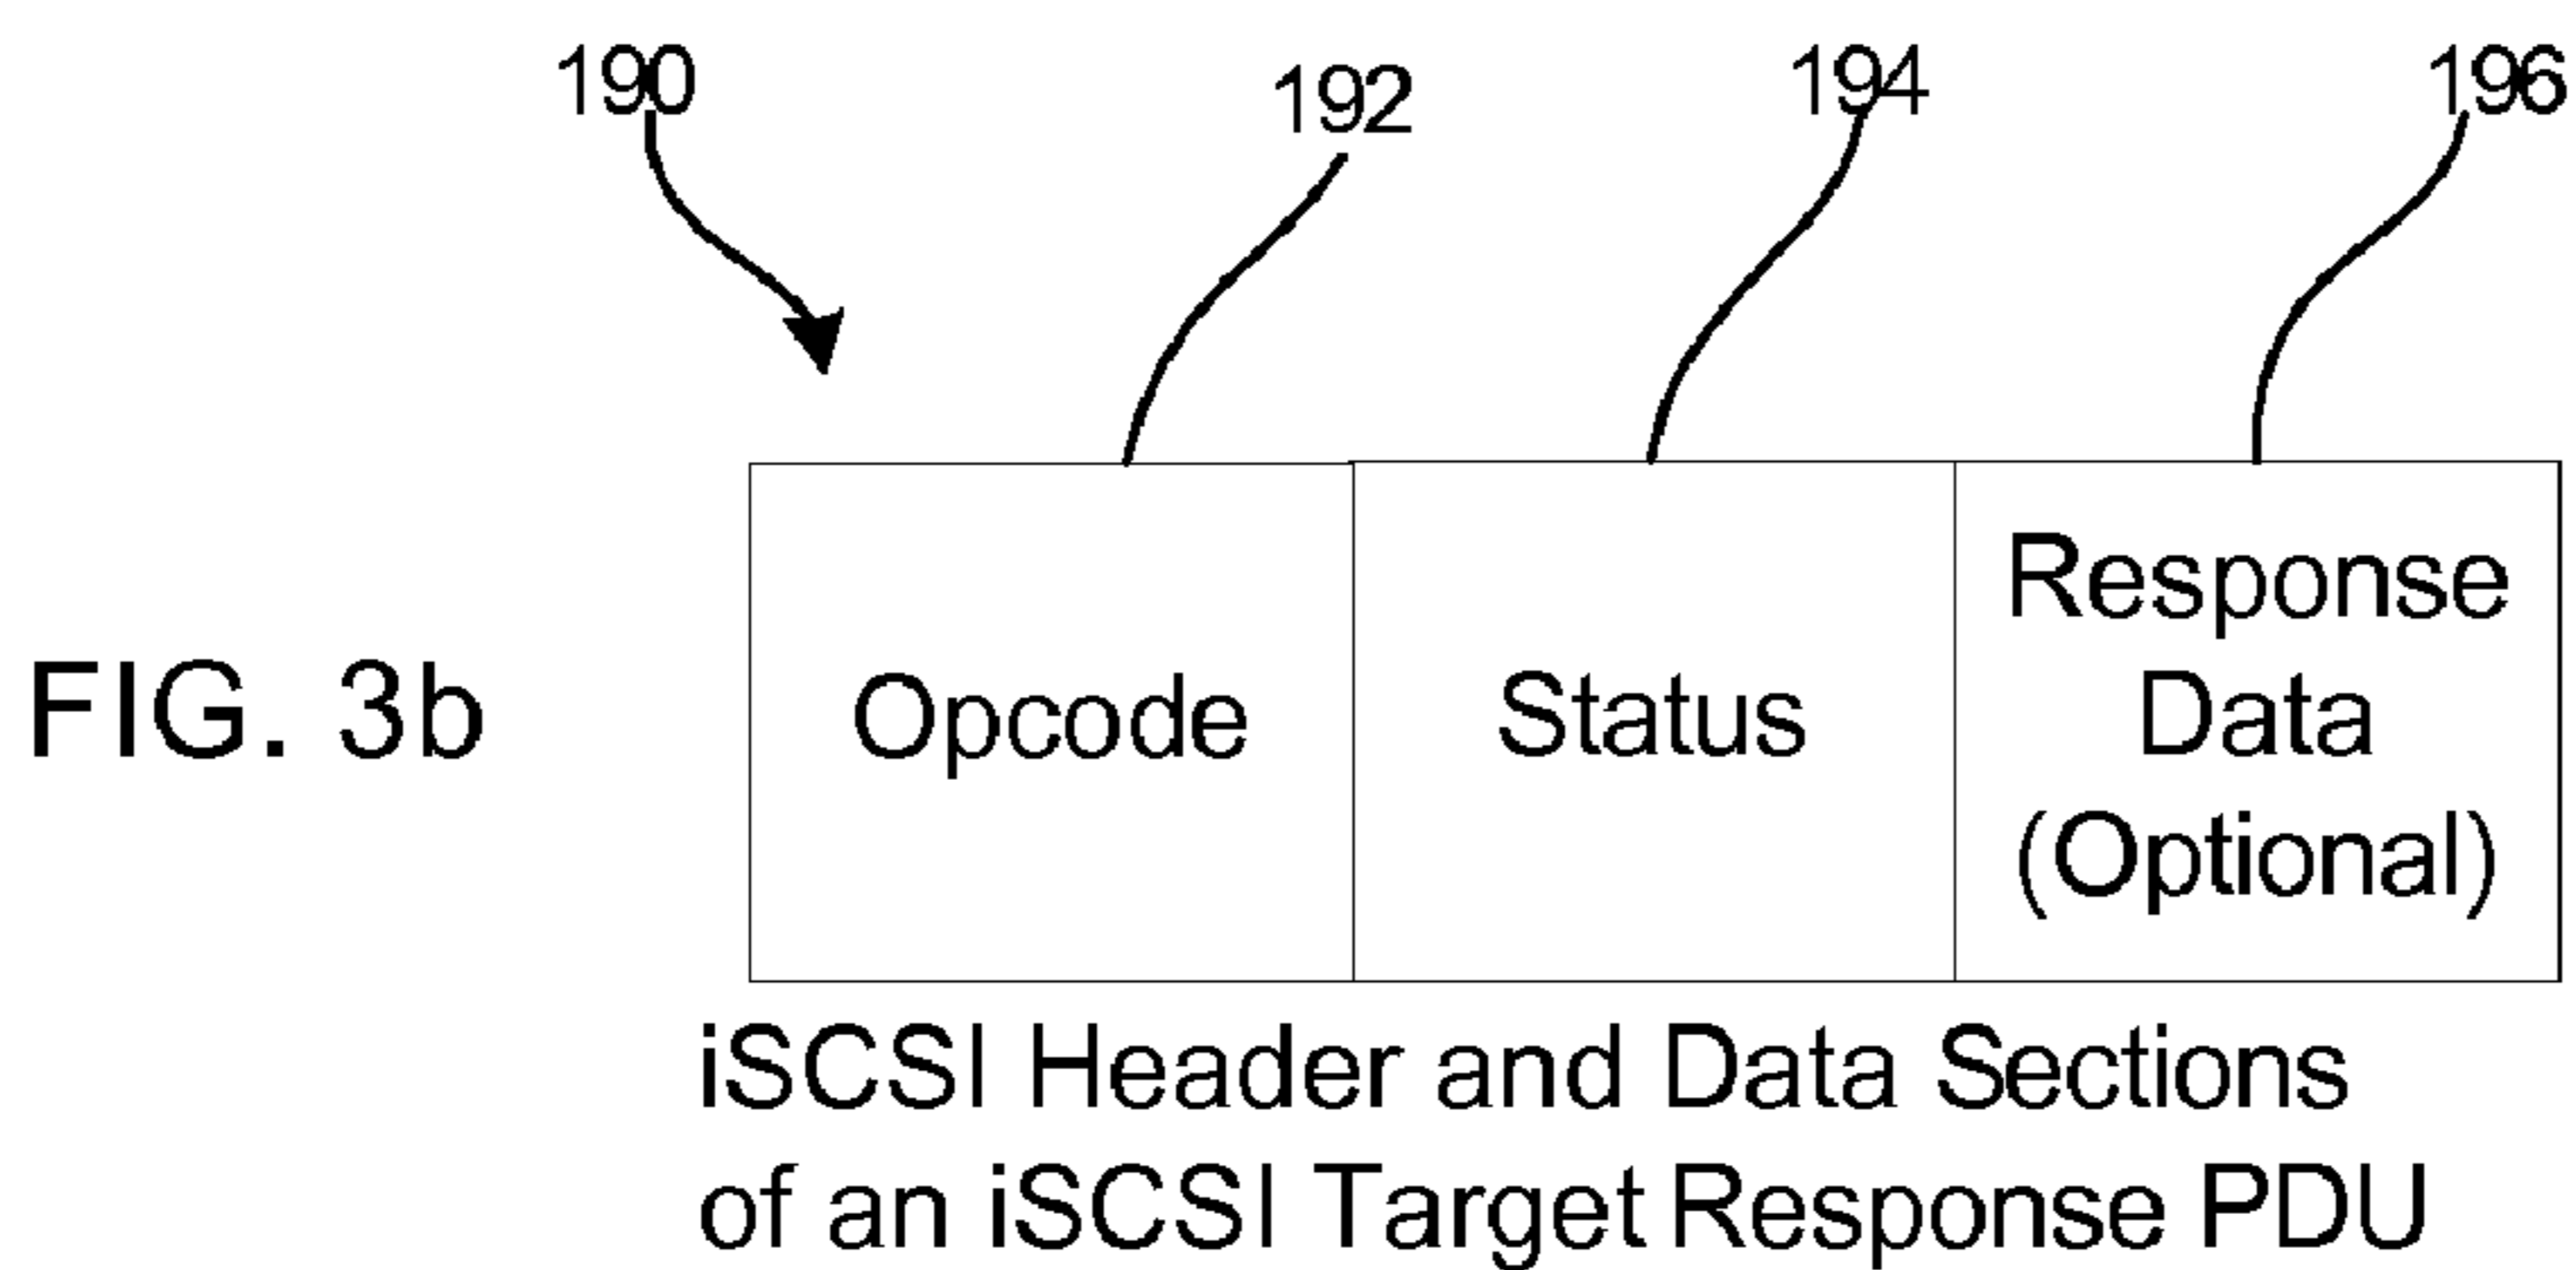 190
192
194
196
FIG. 3b
Opcode
Status
Response
Data
(Optional)
iSCSI Header and Data Sections
of an iSCSI Target Response PDU